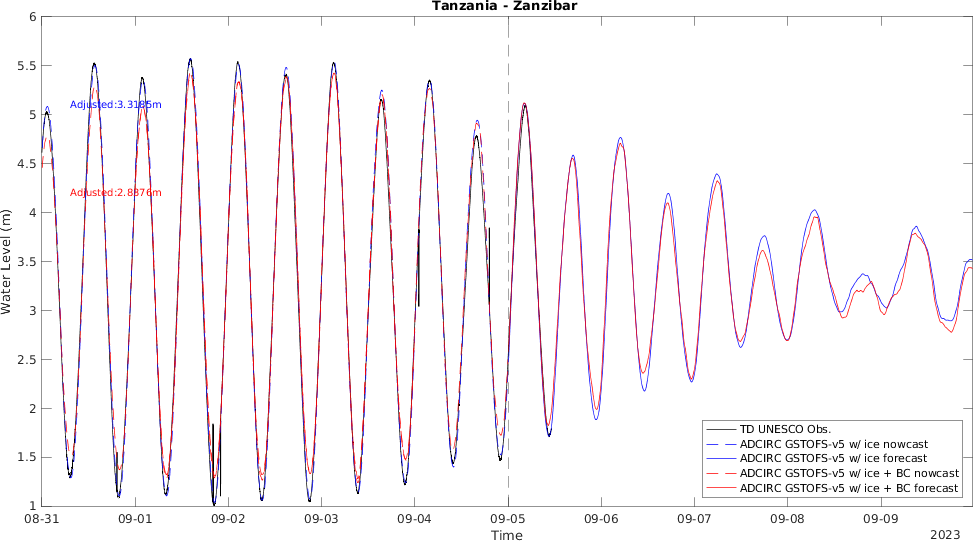 Tanzania - Zanzibar
6
5.5
5
4.5
4
3.5
3
2.5
2
1.5
1
Water Level (m)
Adjusted:3.3185m
Adjusted:2.8876m
TD UNESCO Obs.
ADCIRC GSTOFS-v5 w/ ice nowcast
ADCIRC GSTOFS-v5 w/ ice forecast
ADCIRC GSTOFS-v5 w/ ice + BC nowcast
ADCIRC GSTOFS-v5 w/ ice + BC forecast
08-31 09-01 09-02 09-03 09-04 09-05 09-06 09-07 09-08 09-09
Time
2023